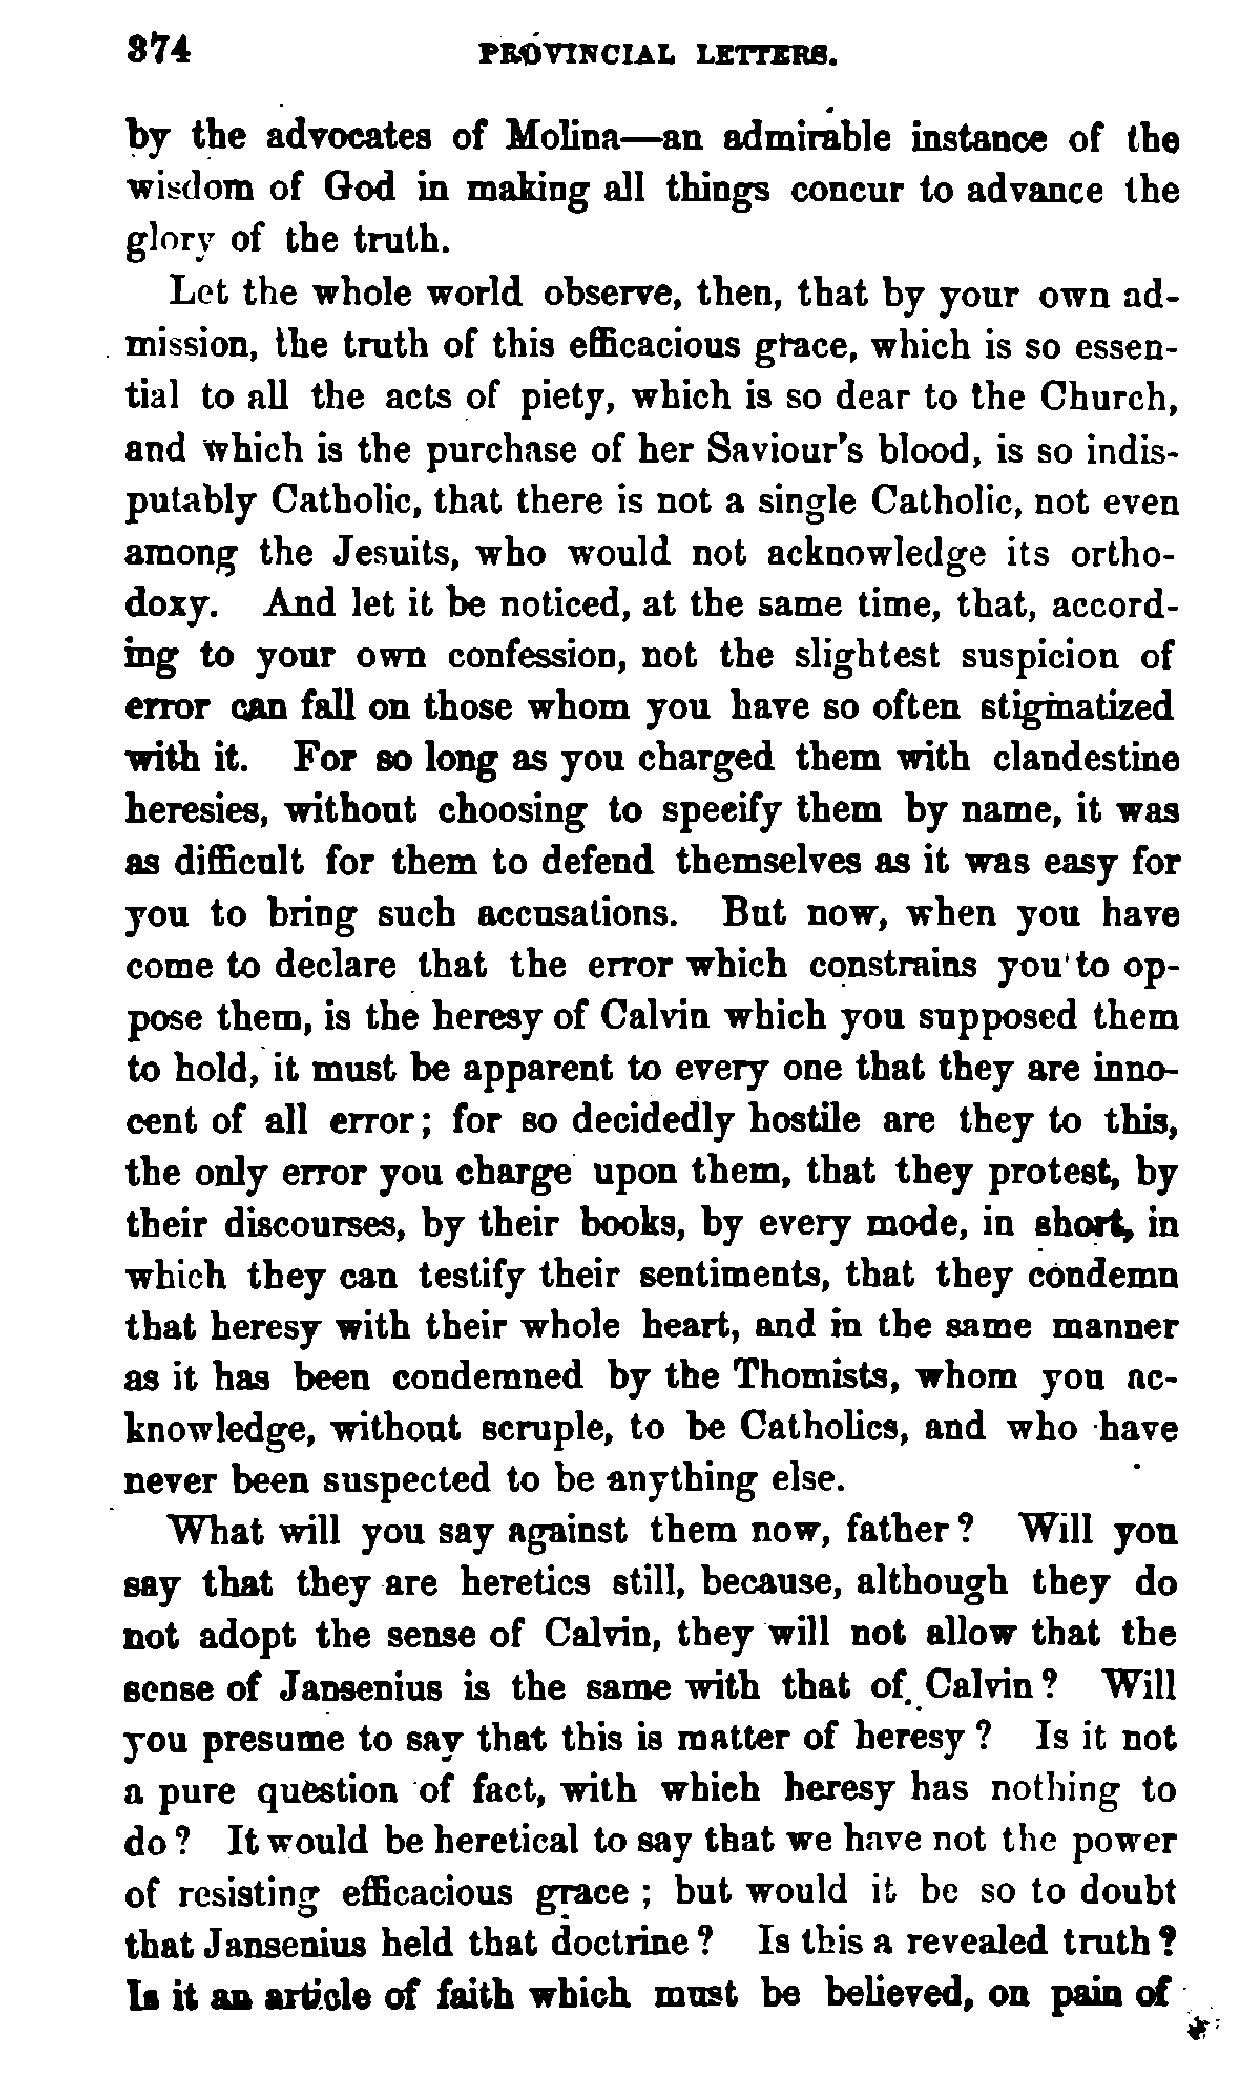 374 PROVINCIAL LETTERS.
by the advocates of Molina—an admirable instance of the
wisdom of God in making all things concur to advance the
glory of the truth.
Let the whole world observe, then, that by your own ad-
mission, the truth of this efficacious grace, which is so essen-
tial to all the acts of piety, which is so dear to the Church,
and which is the purchase of her Saviour's blood, is so indis-
putably Catholic, that there is not a single Catholic, not even
among the Jesuits, who would not acknowledge its ortho-
doxy. And let it be noticed, at the same time, that, accord-
ing to your own confession, not the slightest suspicion of
error can fall on those whom you have so often stigmatized
with it. For so long as you charged them with clandestine
heresies, without choosing to specify them by name, it was
as difficult for them to defend themselves as it was easy for
you to bring such accusations. But now, when you have
come to declare that the error which constrains you to op-
pose them, is the heresy of Calvin which you supposed them
to hold, it must be apparent to every one that they are inno-
cent of all error; for so decidedly hostile are they to this,
the only error you charge upon them, that they protest, by
their discourses, by their books, by every mode, in short, in
which they can testify their sentiments, that they condemn
that heresy with their whole heart, and in the same manner
as it has been condemned by the Thomists, whom you ac-
knowledge, without scruple, to be Catholics, and who have
never been suspected to be anything else.
What will you say against them now, father? Will you
say that they are heretics still, because, although they do
not adopt the sense of Calvin, they will not allow that the
sense of Jansenius is the same with that of Calvin? Will
you presume to say that this is matter of heresy? Is it not
a pure question of fact, with which heresy has nothing to
do? It would be heretical to say that we have not the power
of resisting efficacious grace; but would it be so to doubt
that Jansenius held that doctrine? Is this a revealed truth?
Is it an article of faith which must be believed, on pain of